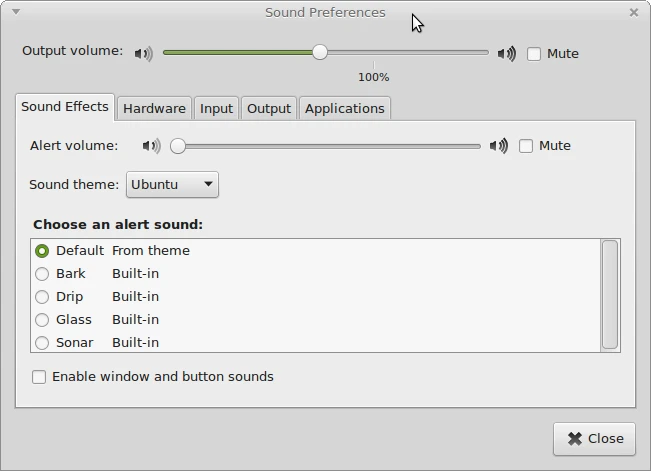 Sound Preferences
Output volume: Mute
100%
Sound Effects Hardware Input Output Applications
Alert volume: Mute
Sound theme: Ubuntu
Choose an alert sound:
Default From theme
Bark Built-in
Drip Built-in
Glass Built-in
Sonar Built-in
Enable window and button sounds
Close